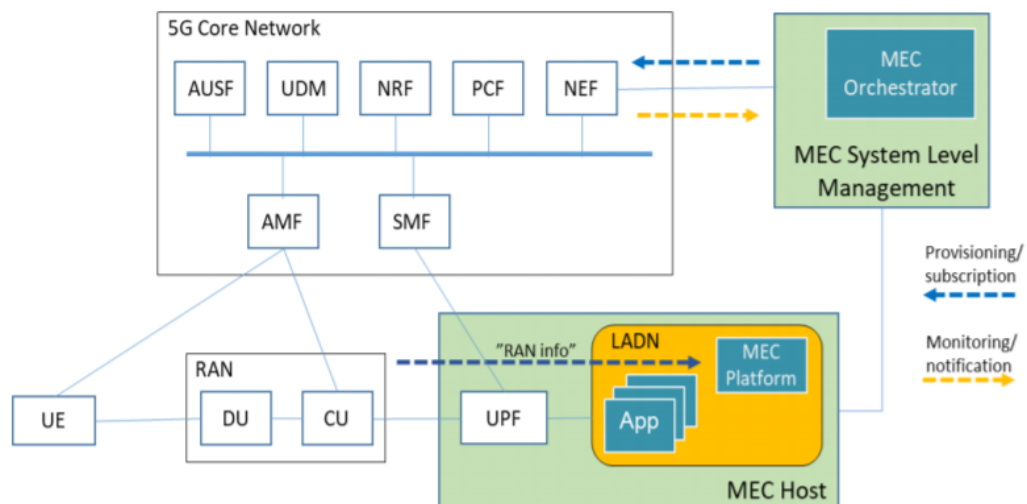 5G Core Network
AUSF
UDM
NRF
PCF
NEF
MEC
Orchestrator
MEC System Level
Management
AMF
SMF
Provisioning/
subscription
Monitoring/
notification
RAN
"RAN info"
LADN
MEC
Platform
UE
DU
CU
UPF
App
MEC Host